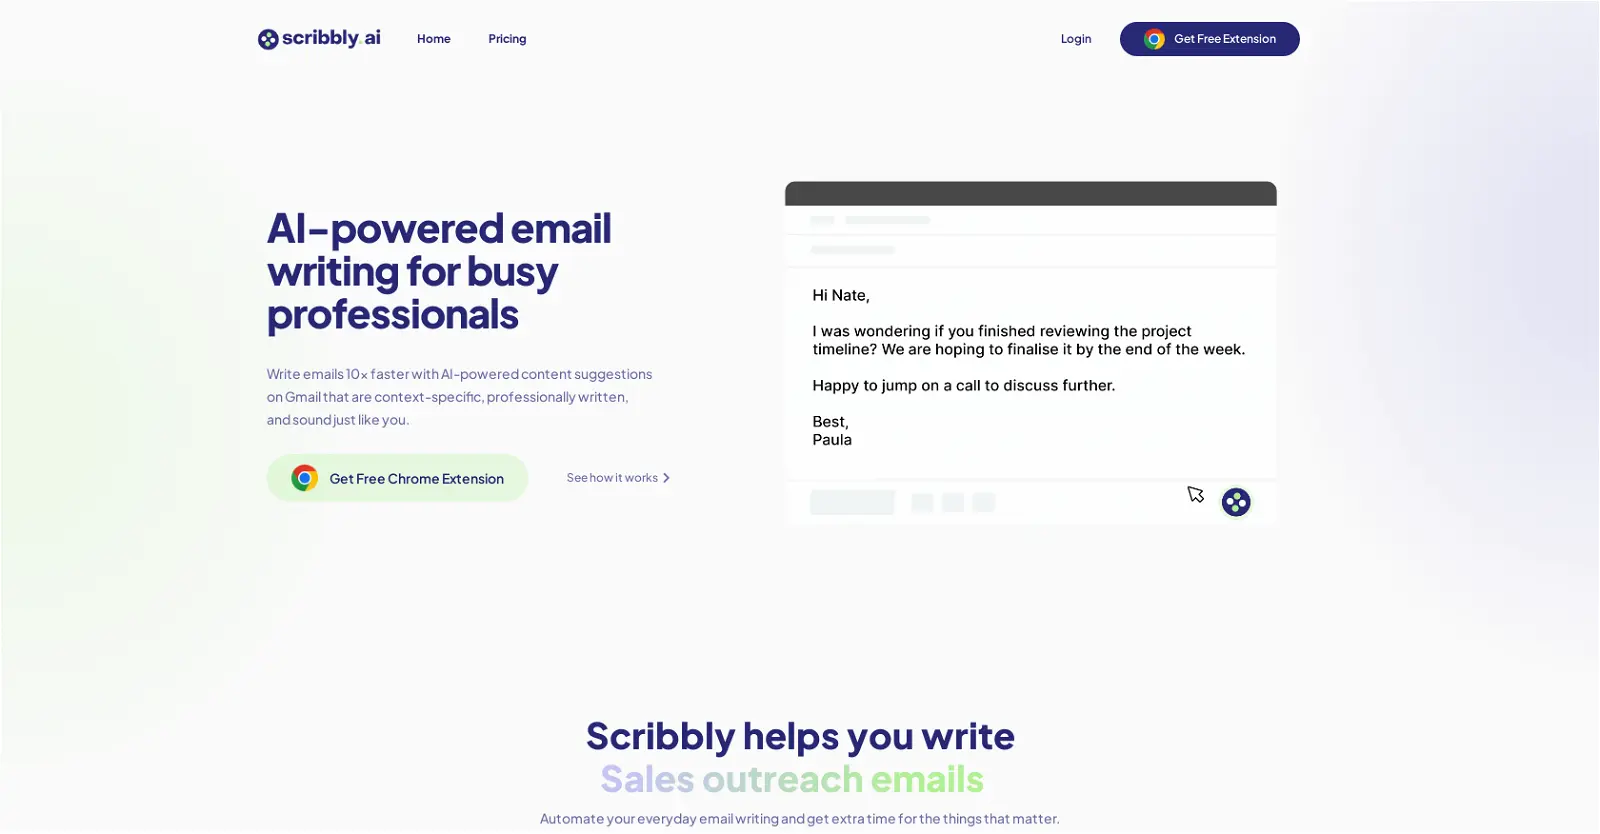 scribbly.ai
Home
Pricing
Login
Get Free Extension
AI-powered email
writing for busy
professionals
Write emails 10x faster with AI-powered content suggestions
on Gmail that are context-specific, professionally written,
and sound just like you.
Get Free Chrome Extension
See how it works
Hi Nate,
I was wondering if you finished reviewing the project
timeline? We are hoping to finalise it by the end of the week.
Happy to jump on a call to discuss further.
Best,
Paula
Scribbly helps you write
Sales outreach emails
Automate your everyday email writing and get extra time for the things that matter.